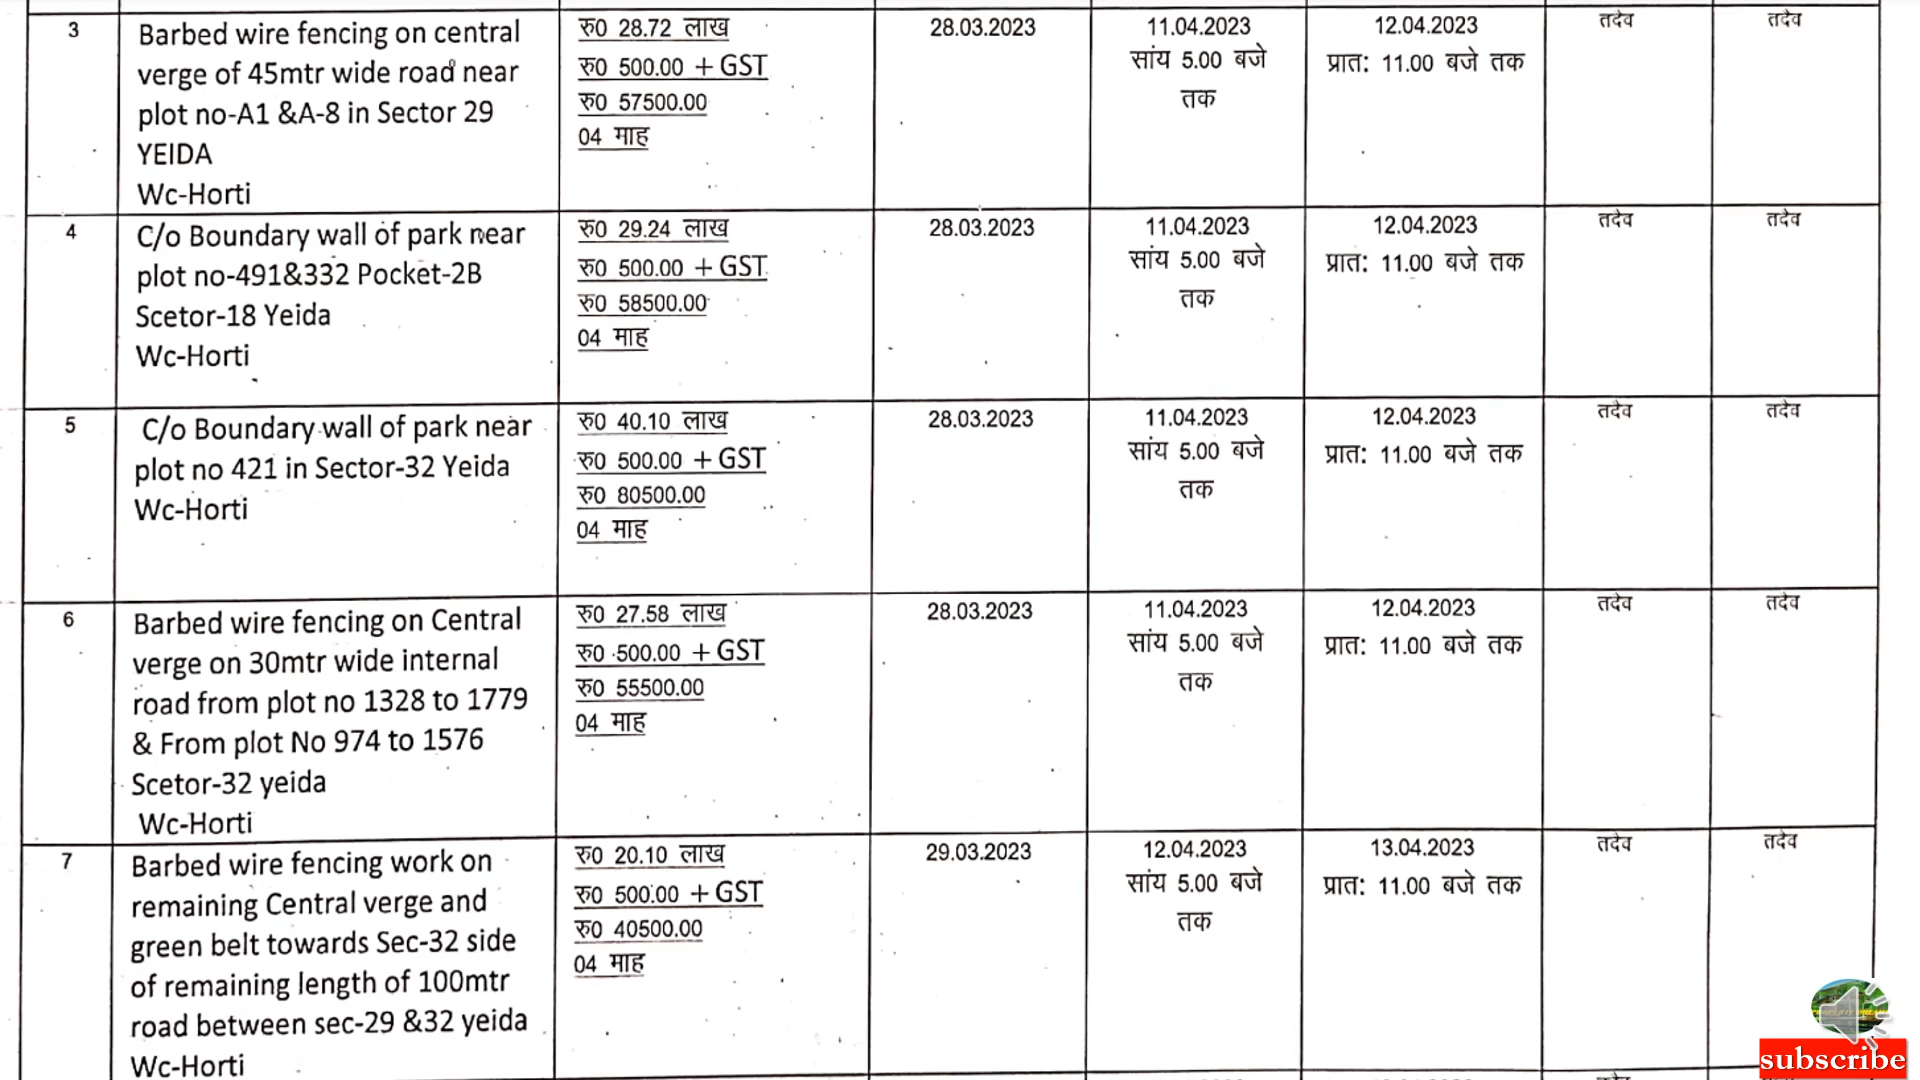 3
Barbed wire fencing on central
verge of 45mtr wide road near
plot no-A1 &A-8 in Sector 29
YEIDA
Wc-Horti
रु0 28.72 लाख
रु0 500.00 + GST
रु0 57500.00
04 माह
28.03.2023
11.04.2023
सांय 5.00 बजे
तक
12.04.2023
प्रात: 11.00 बजे तक
तदेव
तदेव
4
C/o Boundary wall of park near
plot no-491&332 Pocket-2B
Scetor-18 Yeida
Wc-Horti
रु0 29.24 लाख
रु0 500.00 + GST
रु0 58500.00
04 माह
28.03.2023
11.04.2023
सांय 5.00 बजे
तक
12.04.2023
प्रात: 11.00 बजे तक
तदेव
तदेव
5
C/o Boundary wall of park near
plot no 421 in Sector-32 Yeida
Wc-Horti
रु0 40.10 लाख
रु0 500.00 + GST
रु0 80500.00
04 माह
28.03.2023
11.04.2023
सांय 5.00 बजे
तक
12.04.2023
प्रात: 11.00 बजे तक
तदेव
तदेव
6
Barbed wire fencing on Central
verge on 30mtr wide internal
road from plot no 1328 to 1779
& From plot No 974 to 1576
Scetor-32 yeida
Wc-Horti
रु0 27.58 लाख
रु0 500.00 + GST
रु0 55500.00
04 माह
28.03.2023
11.04.2023
सांय 5.00 बजे
तक
12.04.2023
प्रात: 11.00 बजे तक
तदेव
तदेव
7
Barbed wire fencing work on
remaining Central verge and
green belt towards Sec-32 side
of remaining length of 100mtr
road between sec-29 &32 yeida
Wc-Horti
रु0 20.10 लाख
रु0 500.00 + GST
रु0 40500.00
04 माह
29.03.2023
12.04.2023
सांय 5.00 बजे
तक
13.04.2023
प्रात: 11.00 बजे तक
तदेव
तदेव
subscribe